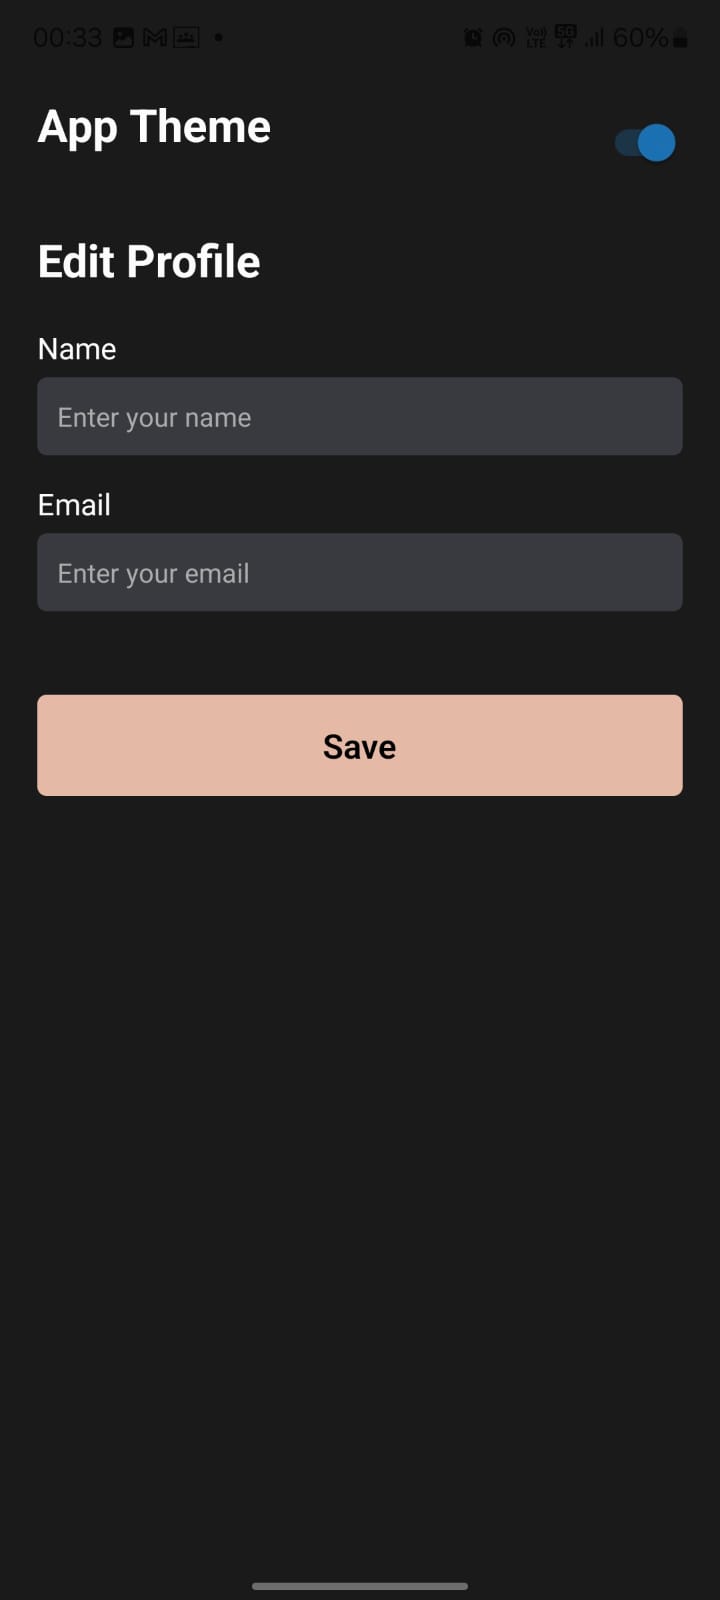 00:33 Vo)) LTE 5G 60%
App Theme
Edit Profile
Name
Enter your name
Email
Enter your email
Save